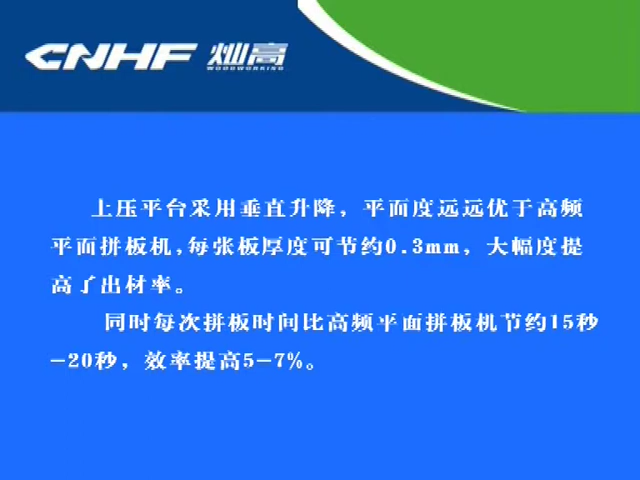 CNHF 灿高
WOODWORKING
上压平台采用垂直升降，平面度远远优于高频
平面拼板机,每张板厚度可节约0.3mm，大幅度提
高了出材率。
同时每次拼板时间比高频平面拼板机节约15秒
-20秒，效率提高5-7%。